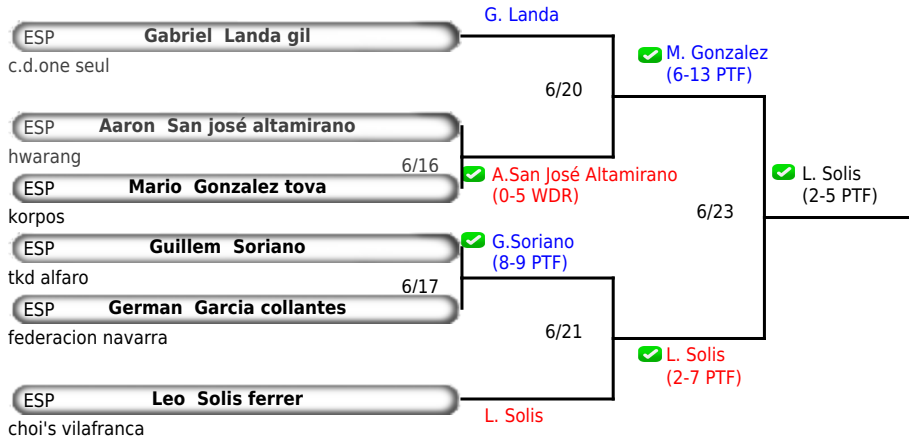 G. Landa
ESP Gabriel Landa gil
c.d.one seul
M. Gonzalez
(6-13 PTF)
6/20
ESP Aaron San josé altamirano
hwarang
6/16
A.San José Altamirano
(0-5 WDR)
ESP Mario Gonzalez tova
korpos
L. Solis
(2-5 PTF)
6/23
ESP Guillem Soriano
tkd alfaro
G.Soriano
(8-9 PTF)
6/17
ESP German Garcia collantes
federacion navarra
6/21
L. Solis
(2-7 PTF)
ESP Leo Solis ferrer
choi's vilafranca
L. Solis